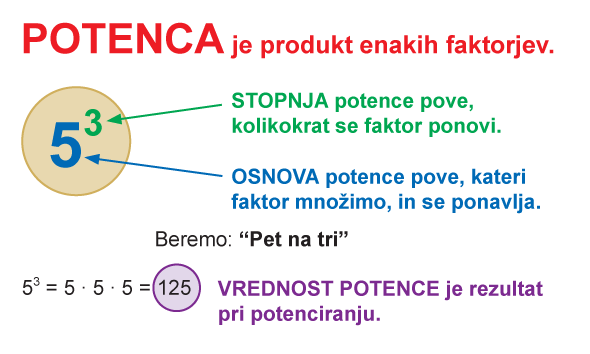 POTENCA je produkt enakih faktorjev.
5³
STOPNJA potence pove,
kolikokrat se faktor ponovi.
OSNOVA potence pove, kateri
faktor množimo, in se ponavlja.
Beremo: “Pet na tri”
5³ = 5 · 5 · 5 = 125
VREDNOST POTENCE je rezultat
pri potenciranju.